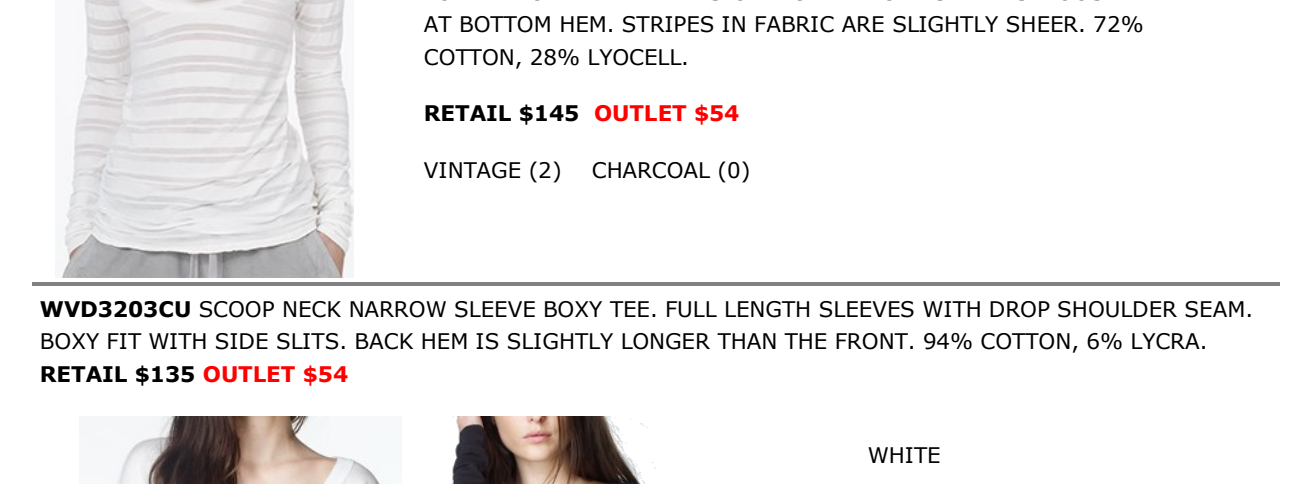 AT BOTTOM HEM. STRIPES IN FABRIC ARE SLIGHTLY SHEER. 72%
COTTON, 28% LYOCELL.
RETAIL $145 OUTLET $54
VINTAGE (2) CHARCOAL (0)
WVD3203CU SCOOP NECK NARROW SLEEVE BOXY TEE. FULL LENGTH SLEEVES WITH DROP SHOULDER SEAM.
BOXY FIT WITH SIDE SLITS. BACK HEM IS SLIGHTLY LONGER THAN THE FRONT. 94% COTTON, 6% LYCRA.
RETAIL $135 OUTLET $54
WHITE